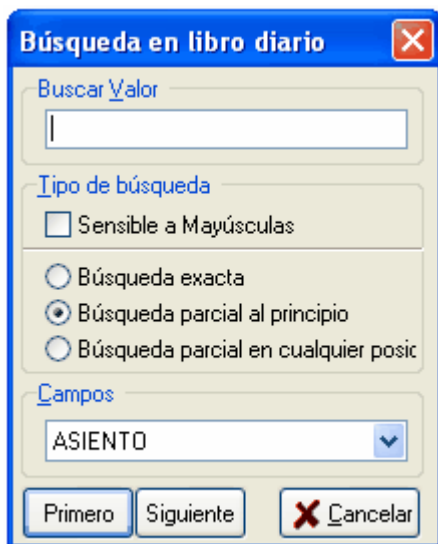 Búsqueda en libro diario
Buscar Valor
Tipo de búsqueda
Sensible a Mayúsculas
Búsqueda exacta
Búsqueda parcial al principio
Búsqueda parcial en cualquier posic
Campos
ASIENTO
Primero Siguiente Cancelar